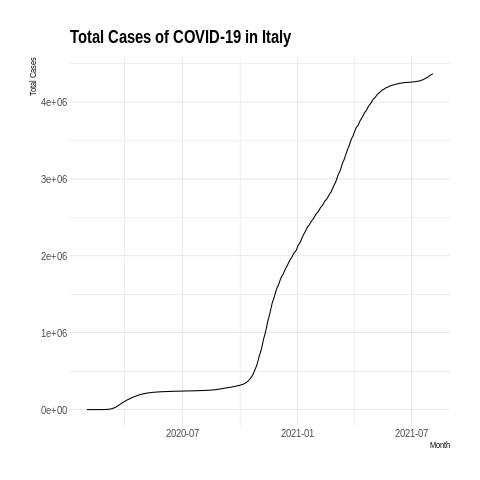 Total Cases of COVID-19 in Italy
Total Cases
4e+06
3e+06
2e+06
1e+06
0e+00
2020-07 2021-01 2021-07
Month